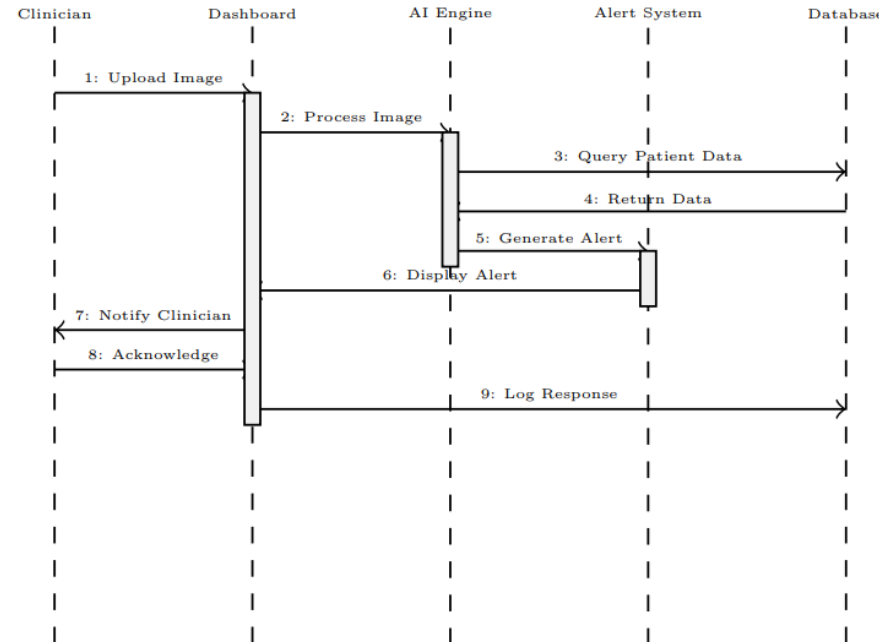 Clinician
Dashboard
AI Engine
Alert System
Database
1: Upload Image
2: Process Image
3: Query Patient Data
4: Return Data
5: Generate Alert
6: Display Alert
7: Notify Clinician
8: Acknowledge
9: Log Response